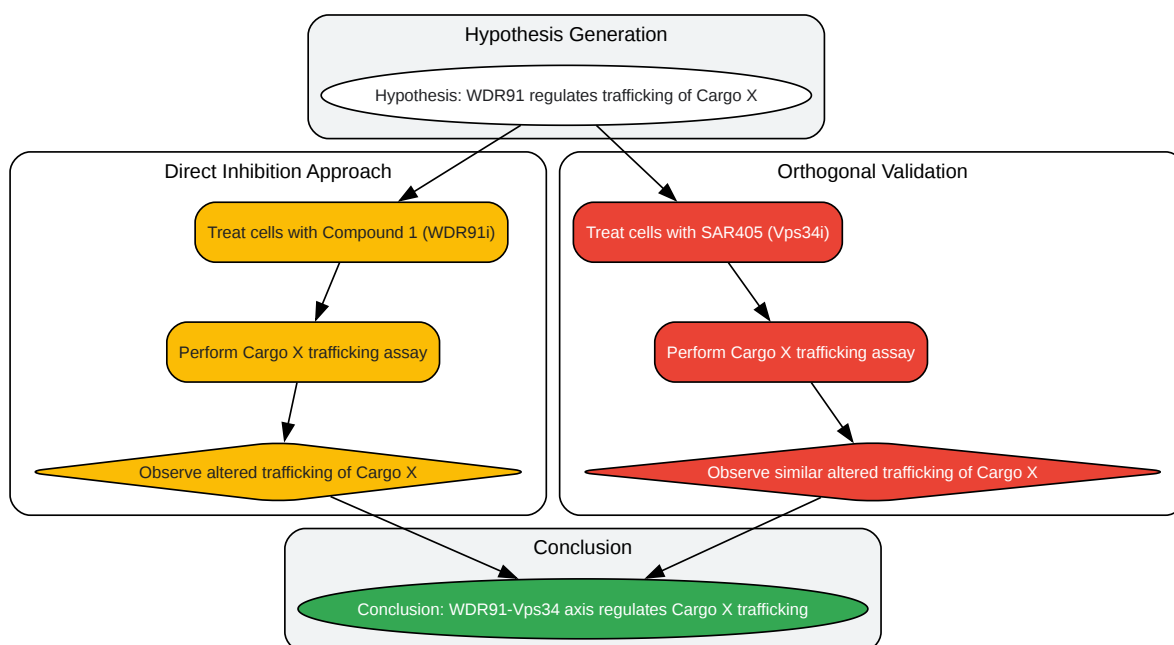 Hypothesis Generation
Hypothesis: WDR91 regulates trafficking of Cargo X
Direct Inhibition Approach
Treat cells with Compound 1 (WDR91i)
Perform Cargo X trafficking assay
Observe altered trafficking of Cargo X
Orthogonal Validation
Treat cells with SAR405 (Vps34i)
Perform Cargo X trafficking assay
Observe similar altered trafficking of Cargo X
Conclusion
Conclusion: WDR91-Vps34 axis regulates Cargo X trafficking